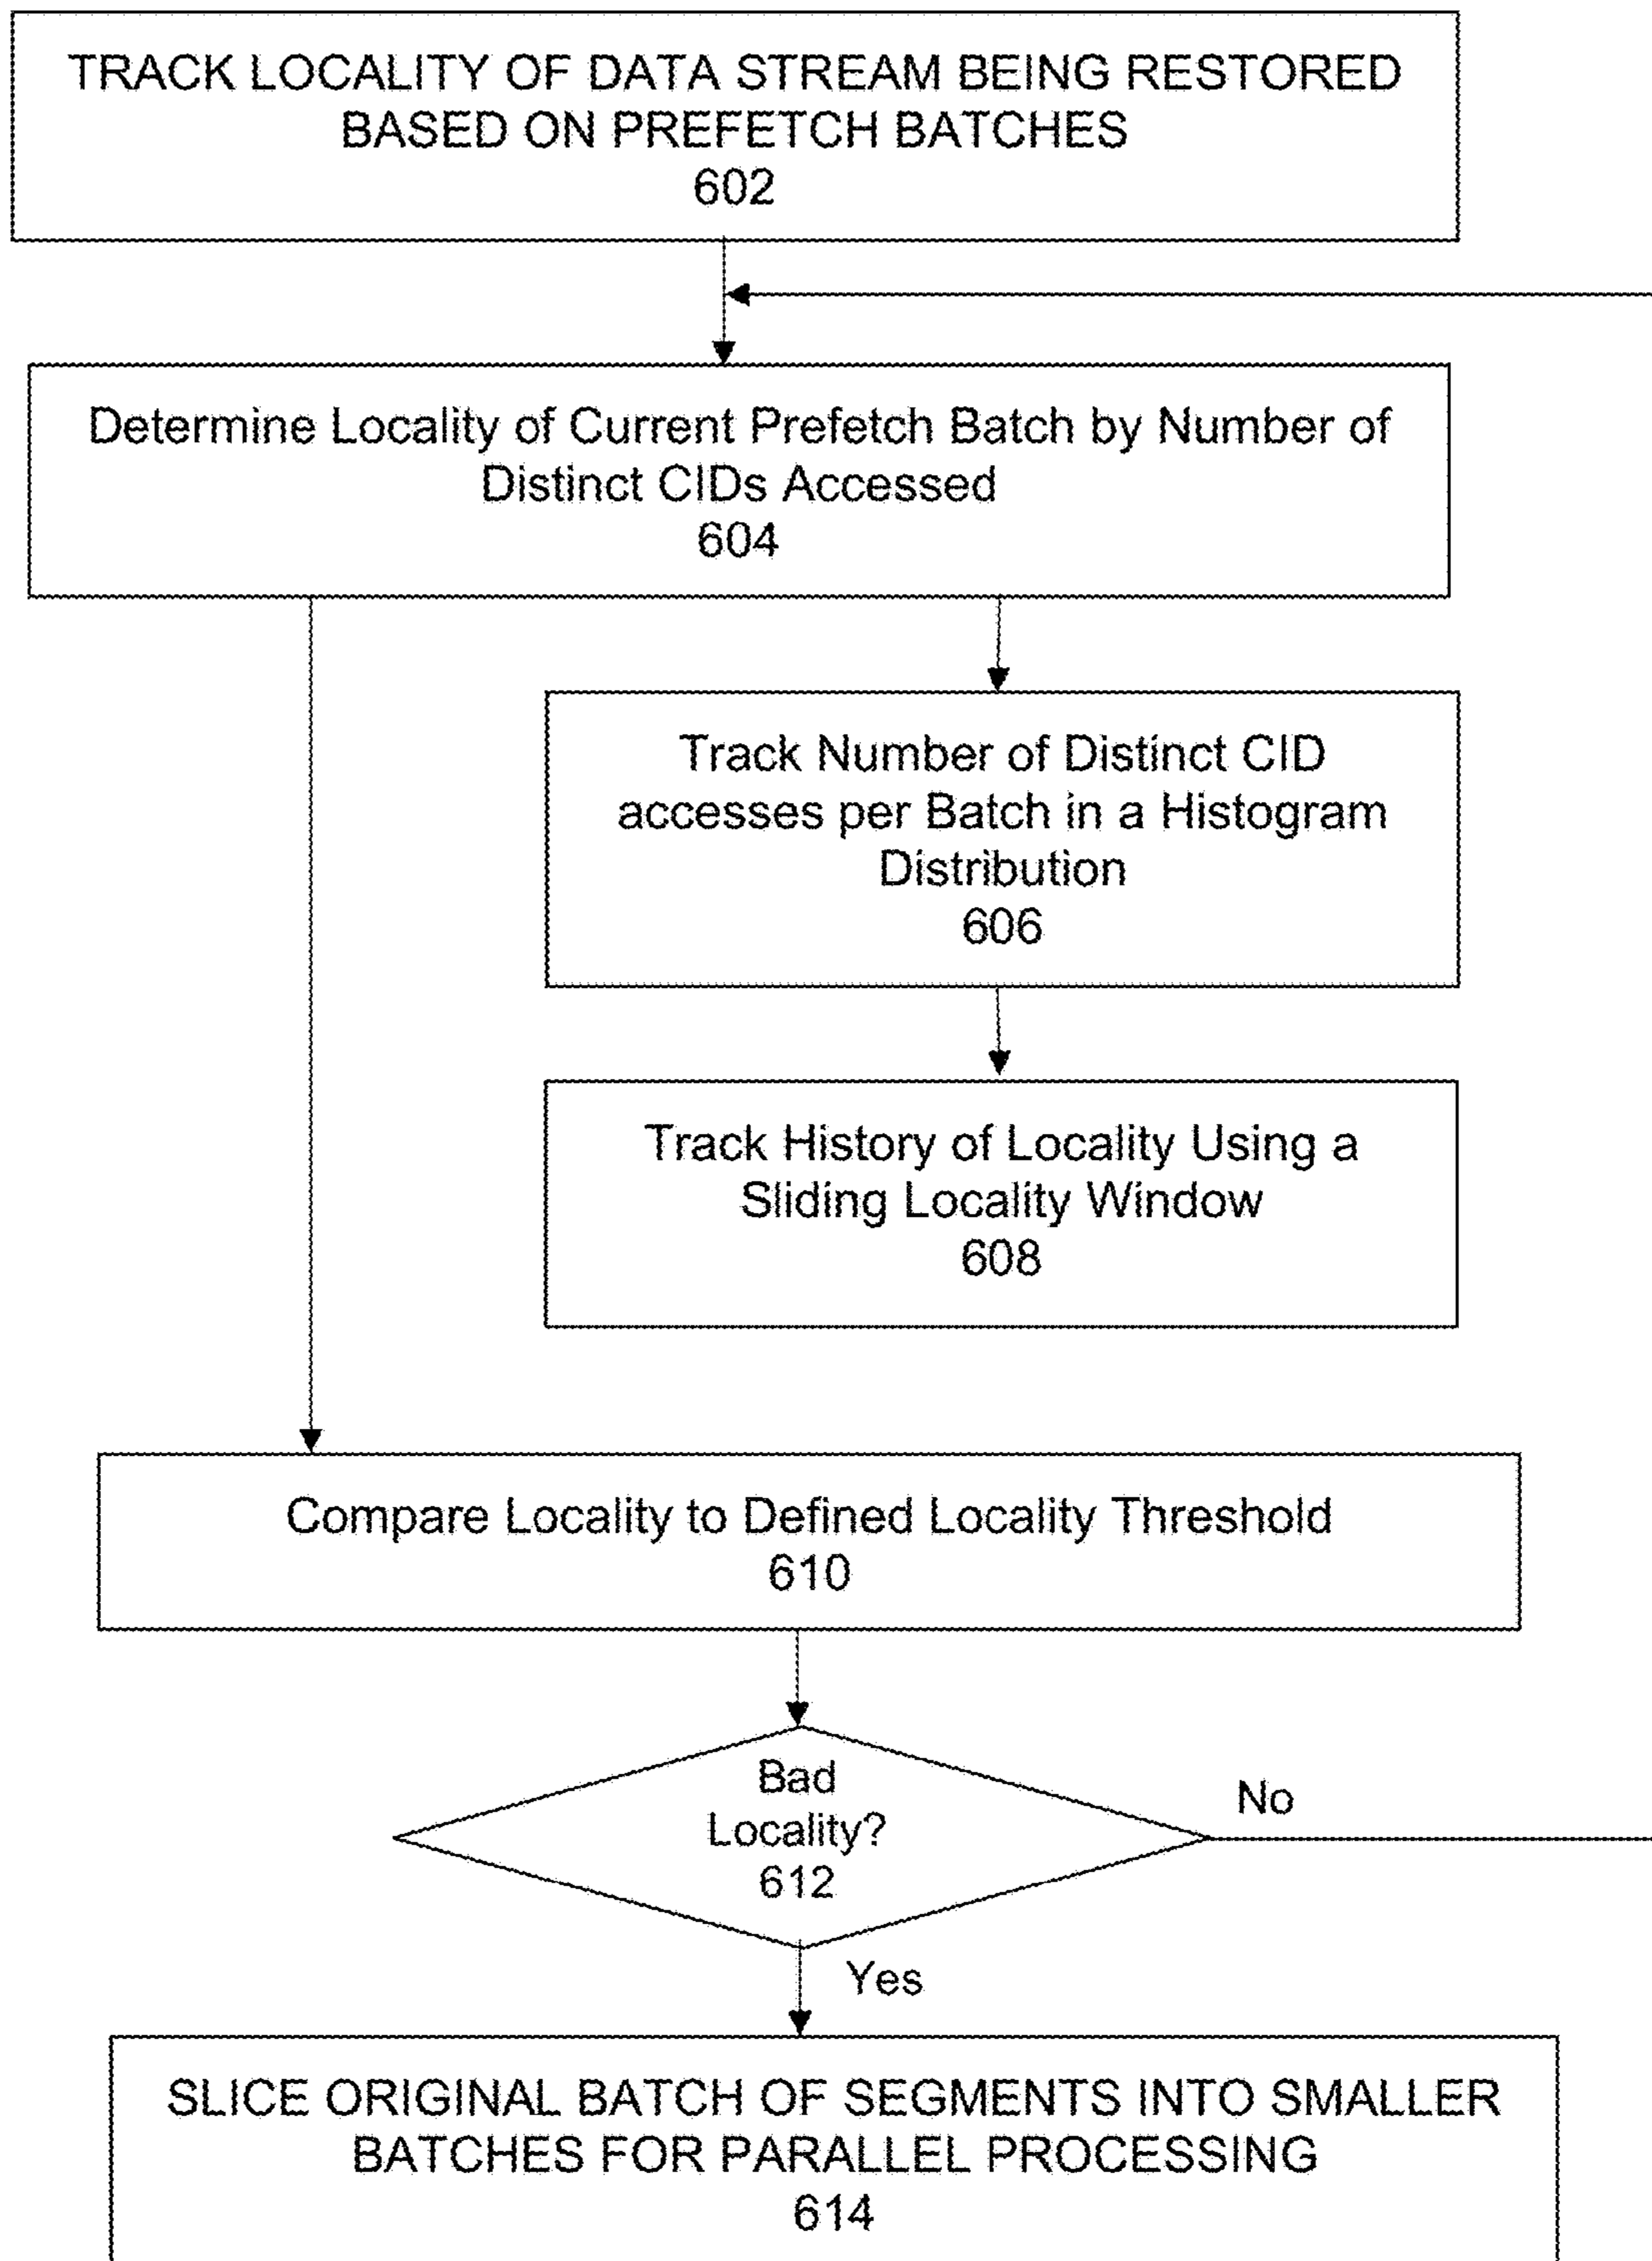 TRACK LOCALITY OF DATA STREAM BEING RESTORED
BASED ON PREFETCH BATCHES
602
Determine Locality of Current Prefetch Batch by Number of
Distinct CIDs Accessed
604
Track Number of Distinct CID
accesses per Batch in a Histogram
Distribution
606
Track History of Locality Using a
Sliding Locality Window
608
Compare Locality to Defined Locality Threshold
610
Bad
Locality?
612
No
Yes
SLICE ORIGINAL BATCH OF SEGMENTS INTO SMALLER
BATCHES FOR PARALLEL PROCESSING
614